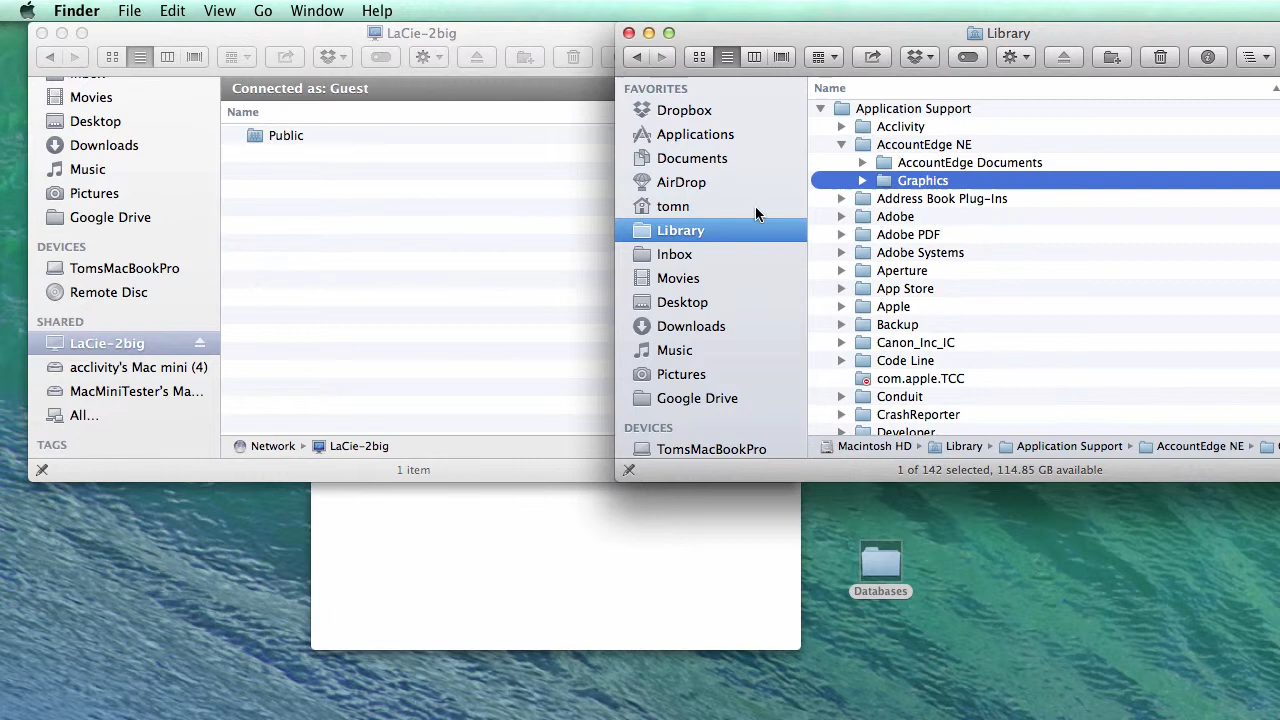 Finder File Edit View Go Window Help
LaCie-2big
Movies
Desktop
Downloads
Music
Pictures
Google Drive
DEVICES
TomsMacBookPro
Remote Disc
SHARED
LaCie-2big
acclivity's Mac mini (4)
MacMiniTester's Ma...
All...
TAGS
Connected as: Guest
Name
Public
Network LaCie-2big
1 item
Library
FAVORITES
Dropbox
Applications
Documents
AirDrop
tomn
Library
Inbox
Movies
Desktop
Downloads
Music
Pictures
Google Drive
DEVICES
TomsMacBookPro
Name
Application Support
Acclivity
AccountEdge NE
AccountEdge Documents
Graphics
Address Book Plug-Ins
Adobe
Adobe PDF
Adobe Systems
Aperture
App Store
Apple
Backup
Canon_Inc_IC
Code Line
com.apple.TCC
Conduit
CrashReporter
Developer
Macintosh HD Library Application Support AccountEdge NE
1 of 142 selected, 114.85 GB available
Databases